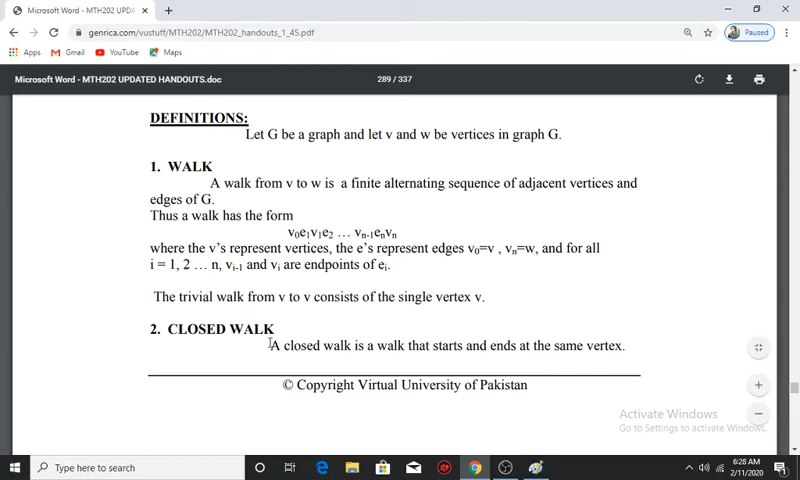 Microsoft Word - MTH202 UPDA
genrica.com/vustuff/MTH202/MTH202_handouts_1_45.pdf
Paused
Apps
Gmail
YouTube
Maps
Microsoft Word - MTH202 UPDATED HANDOUTS.doc
289 / 337
DEFINITIONS:
Let G be a graph and let v and w be vertices in graph G.
1. WALK
A walk from v to w is a finite alternating sequence of adjacent vertices and
edges of G.
Thus a walk has the form
v₀e₁v₁e₂ … vₙ₋₁eₙvₙ
where the v's represent vertices, the e's represent edges v₀=v , vₙ=w, and for all
i = 1, 2 … n, vᵢ₋₁ and vᵢ are endpoints of eᵢ.
The trivial walk from v to v consists of the single vertex v.
2. CLOSED WALK
A closed walk is a walk that starts and ends at the same vertex.
© Copyright Virtual University of Pakistan
Activate Windows
Go to Settings to activate Windows.
Type here to search
6:28 AM
2/11/2020